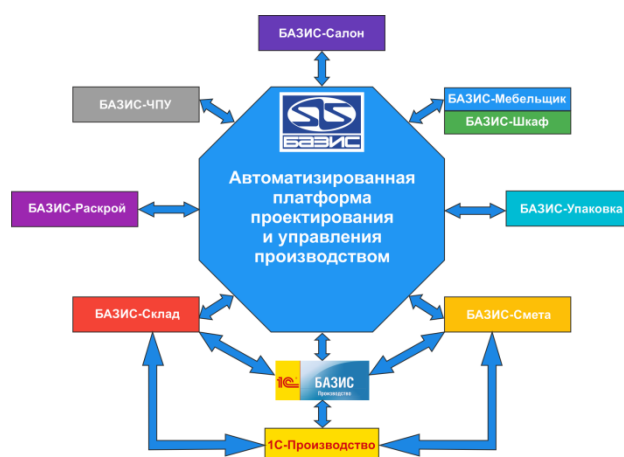 БАЗИС-Салон
БАЗИС-ЧПУ
БАЗИС-Мебельщик
БАЗИС-Шкаф
БАЗИС
Автоматизированная
платформа
проектирования
и управления
производством
БАЗИС-Раскрой
БАЗИС-Упаковка
БАЗИС-Склад
БАЗИС-Смета
1С
БАЗИС
Производство
1С-Производство